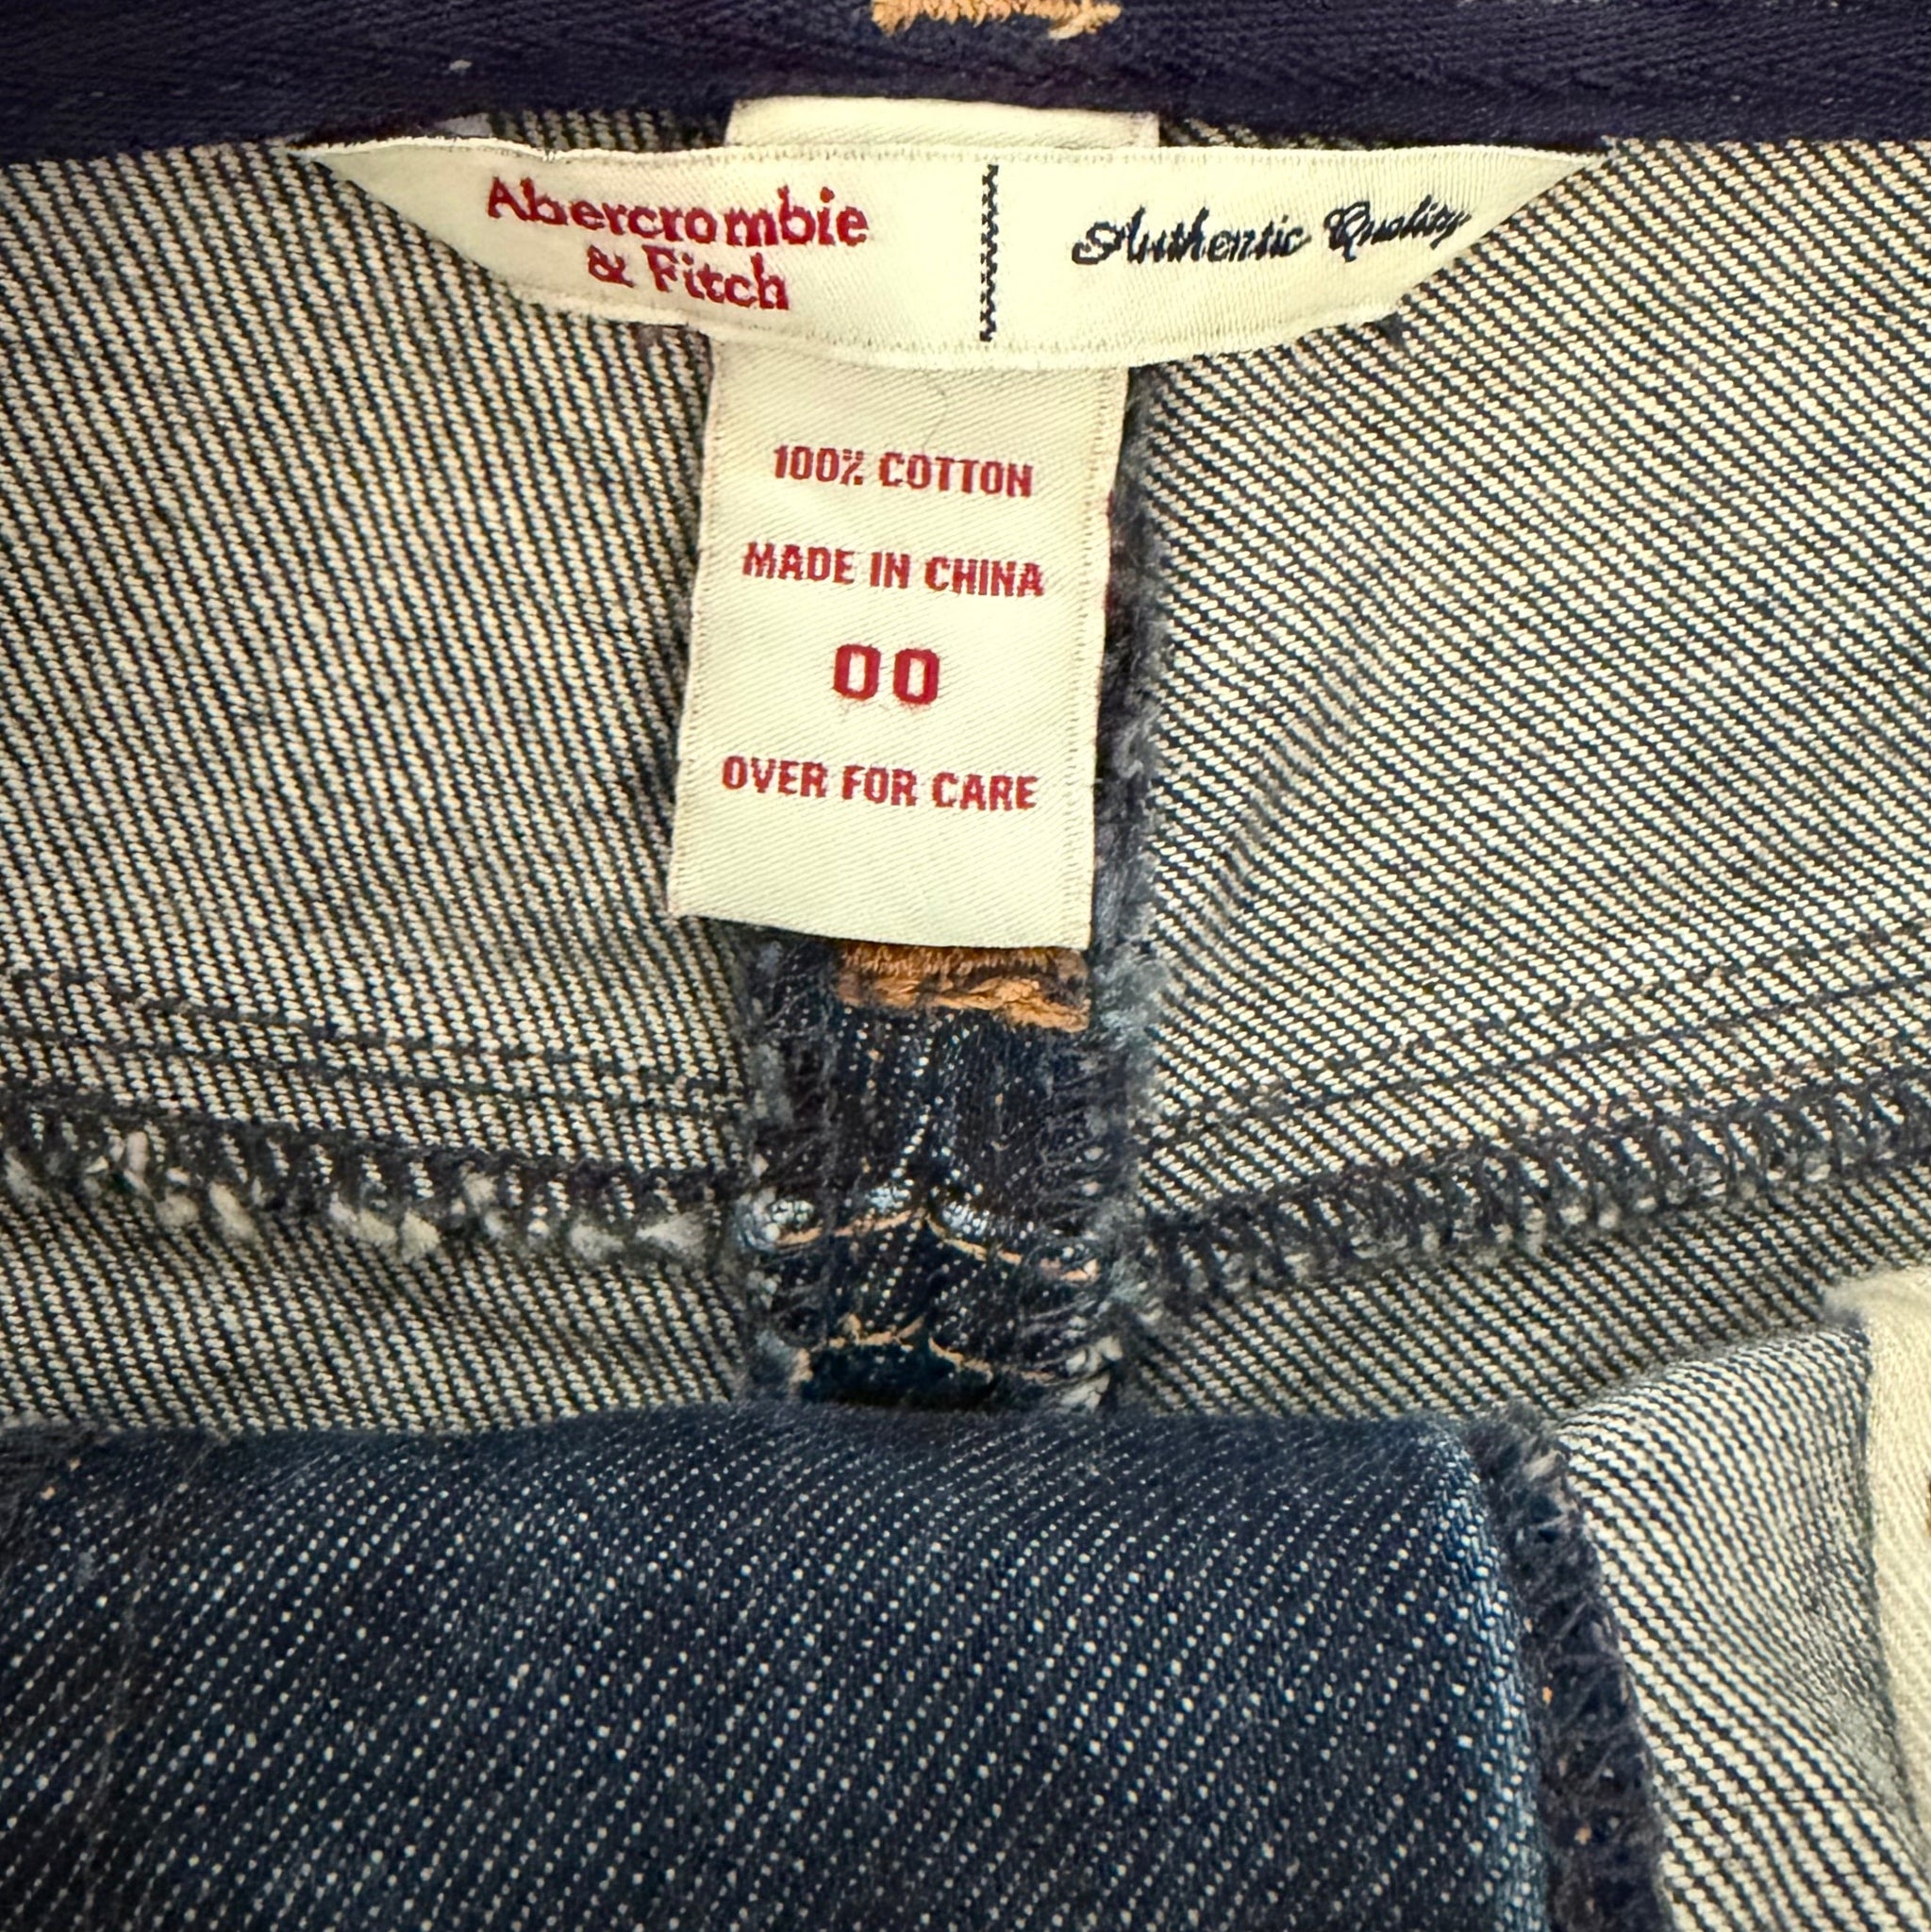 Abercrombie
& Fitch
Authentic Quality
100% COTTON
MADE IN CHINA
00
OVER FOR CARE